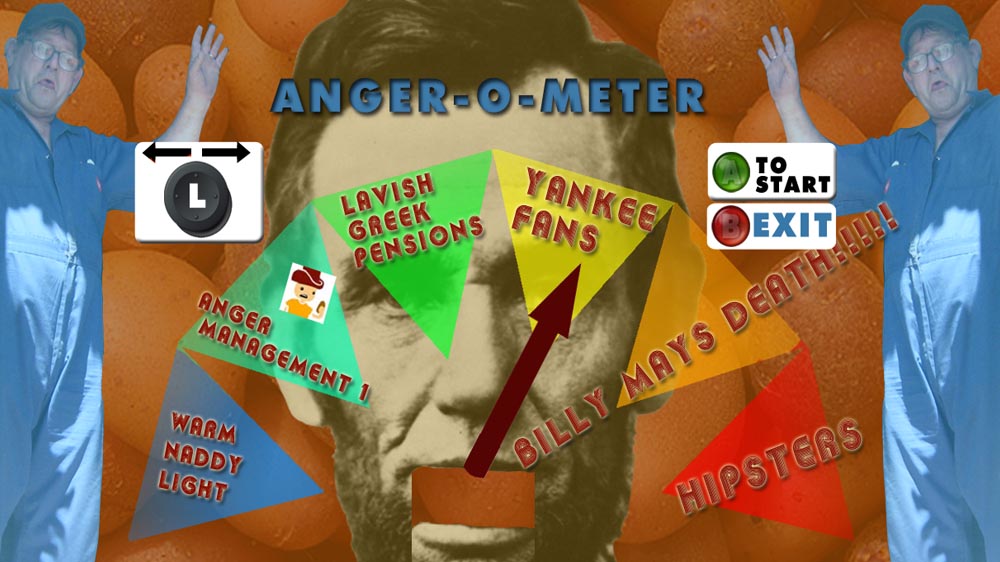 ANGER-O-METER
L
A TO
START
B EXIT
LAVISH
GREEK
PENSIONS
YANKEE
FANS
ANGER
MANAGEMENT 1
BILLY MAYS DEATH!!!!!!
WARM
NADDY
LIGHT
HIPSTERS